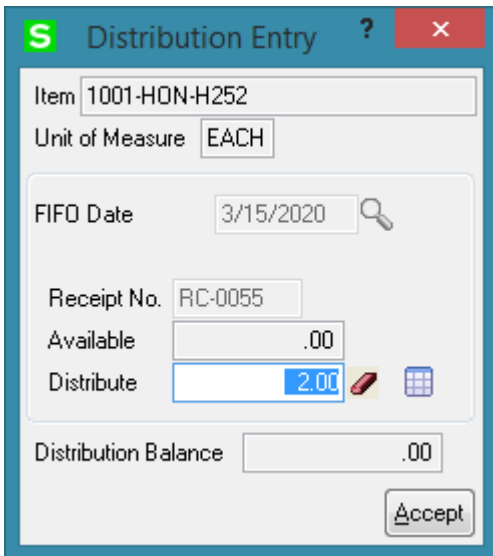 S Distribution Entry ? ×
Item 1001-HON-H252
Unit of Measure EACH
FIFO Date 3/15/2020
Receipt No. RC-0055
Available .00
Distribute 2.00
Distribution Balance .00
Accept